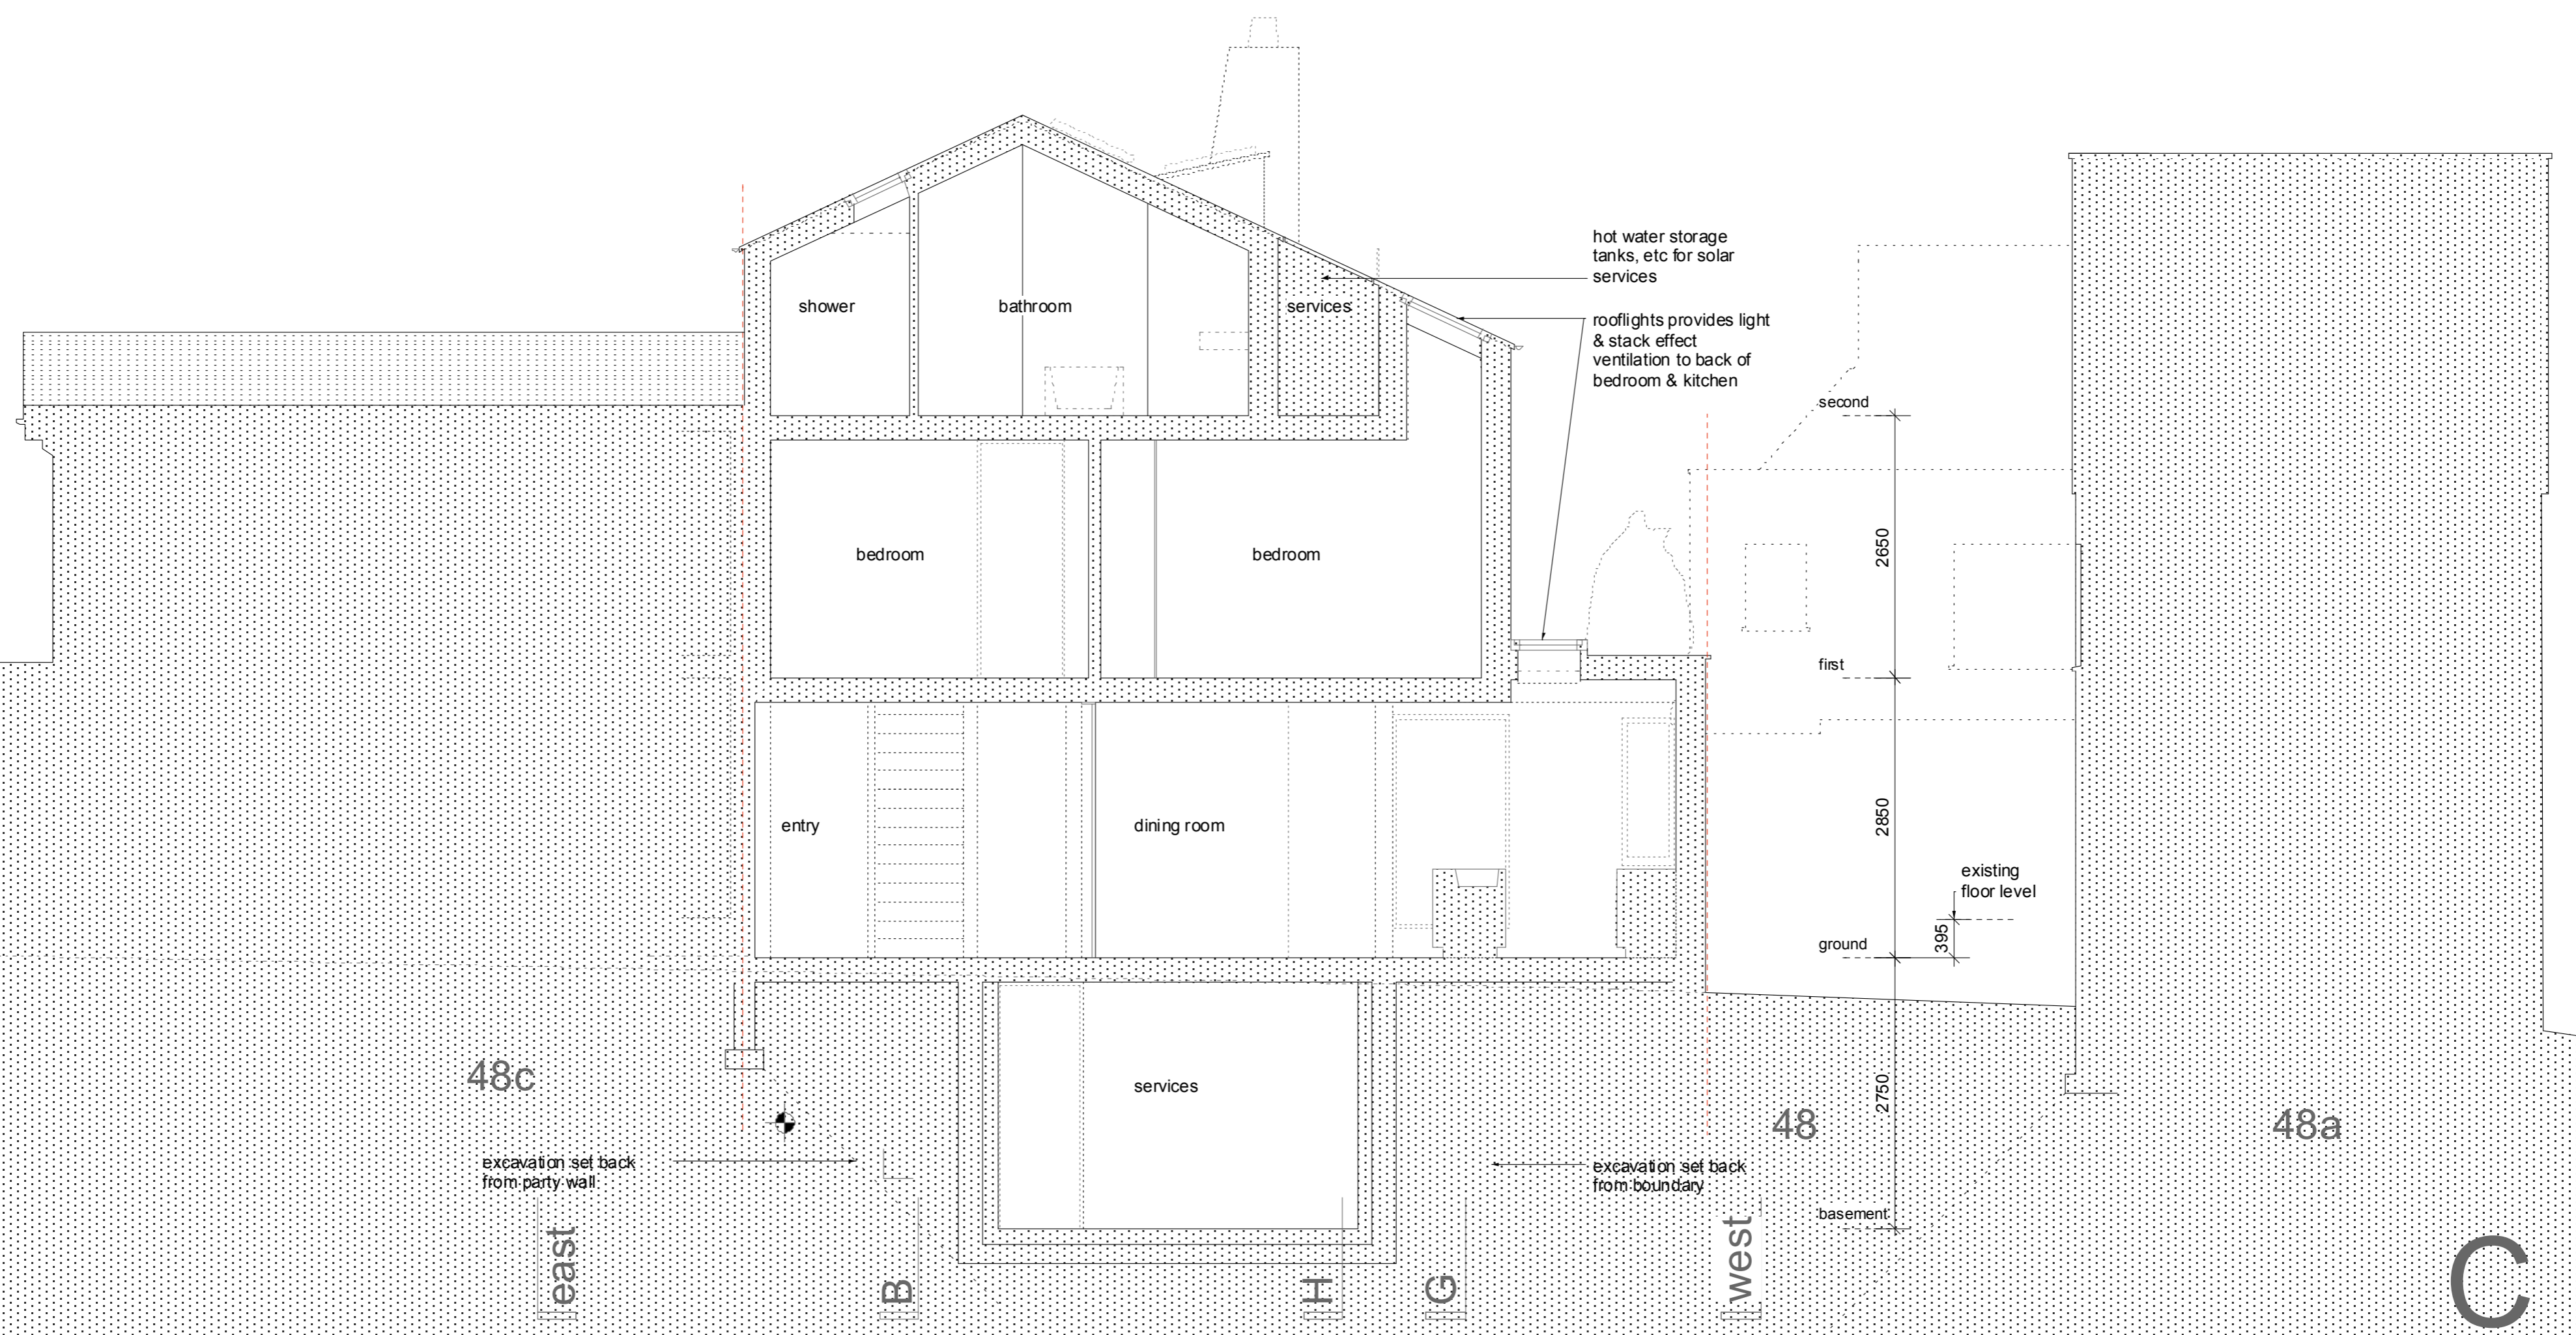 hot water storage
tanks, etc for solar
services
shower
bathroom
services
rooflights provides light
& stack effect
ventilation to back of
bedroom & kitchen
second
2650
bedroom
bedroom
first
2850
entry
dining room
existing
floor level
395
ground
48c
services
2750
48
48a
excavation set back
from party wall
excavation set back
from boundary
basement
east
B
H
G
west
C